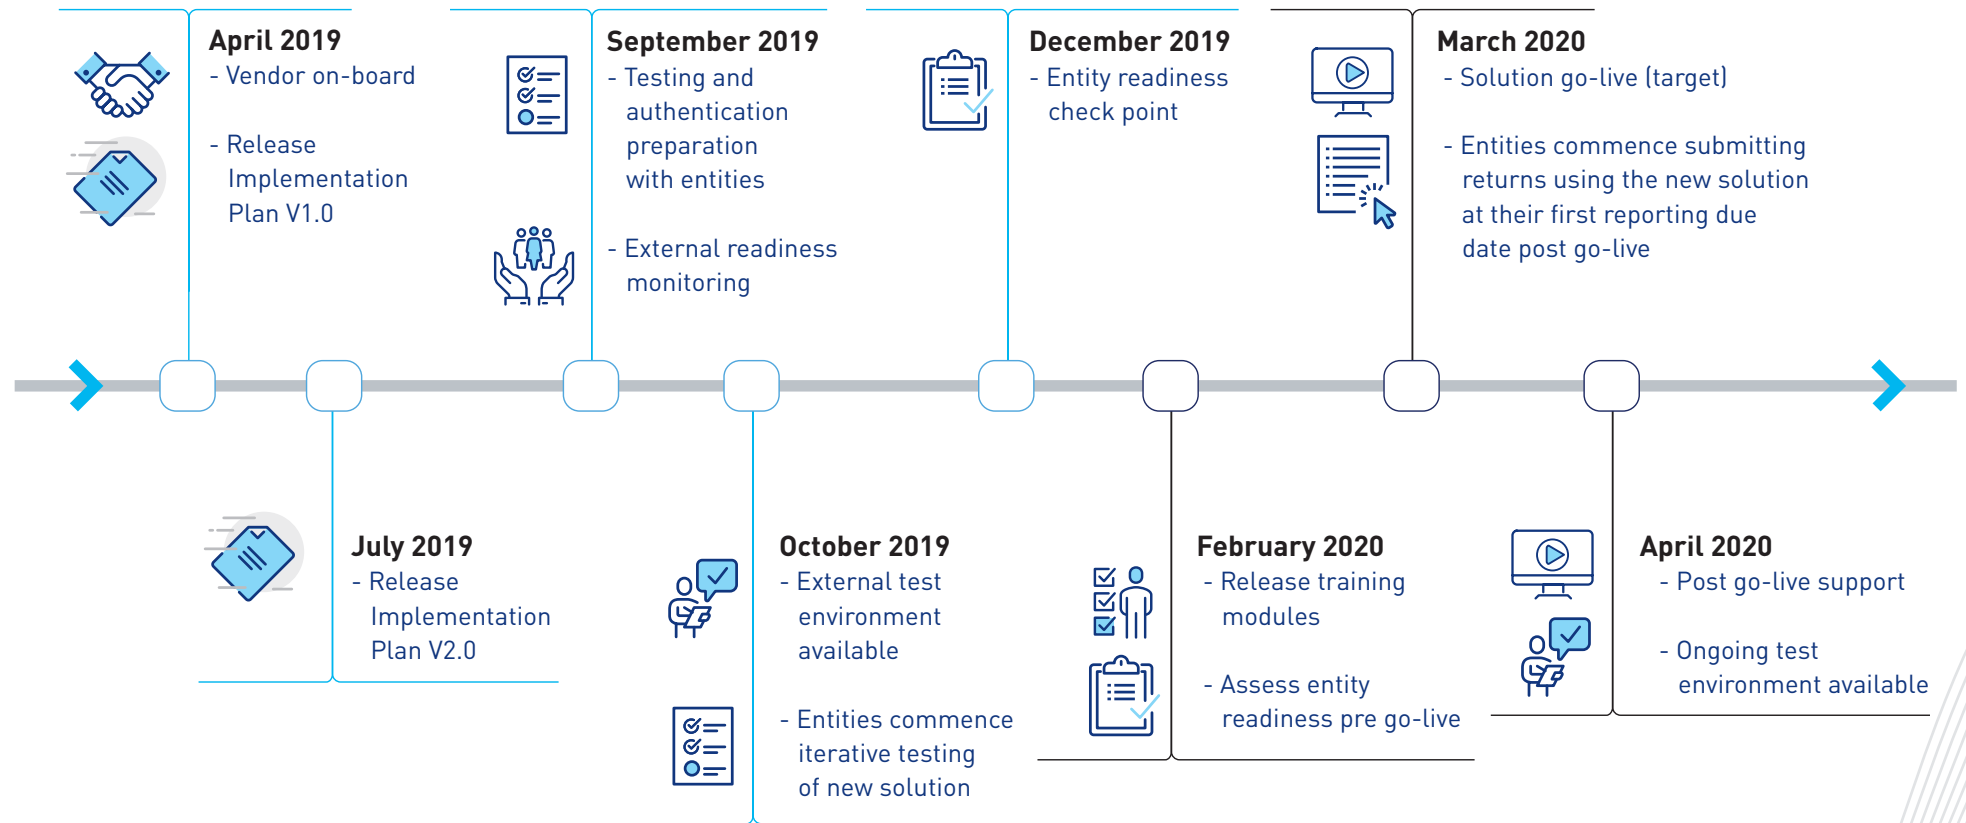 April 2019
- Vendor on-board
- Release
Implementation
Plan V1.0
September 2019
- Testing and
authentication
preparation
with entities
- External readiness
monitoring
December 2019
- Entity readiness
check point
March 2020
- Solution go-live (target)
- Entities commence submitting
returns using the new solution
at their first reporting due
date post go-live
July 2019
- Release
Implementation
Plan V2.0
October 2019
- External test
environment
available
- Entities commence
iterative testing
of new solution
February 2020
- Release training
modules
- Assess entity
readiness pre go-live
April 2020
- Post go-live support
- Ongoing test
environment available